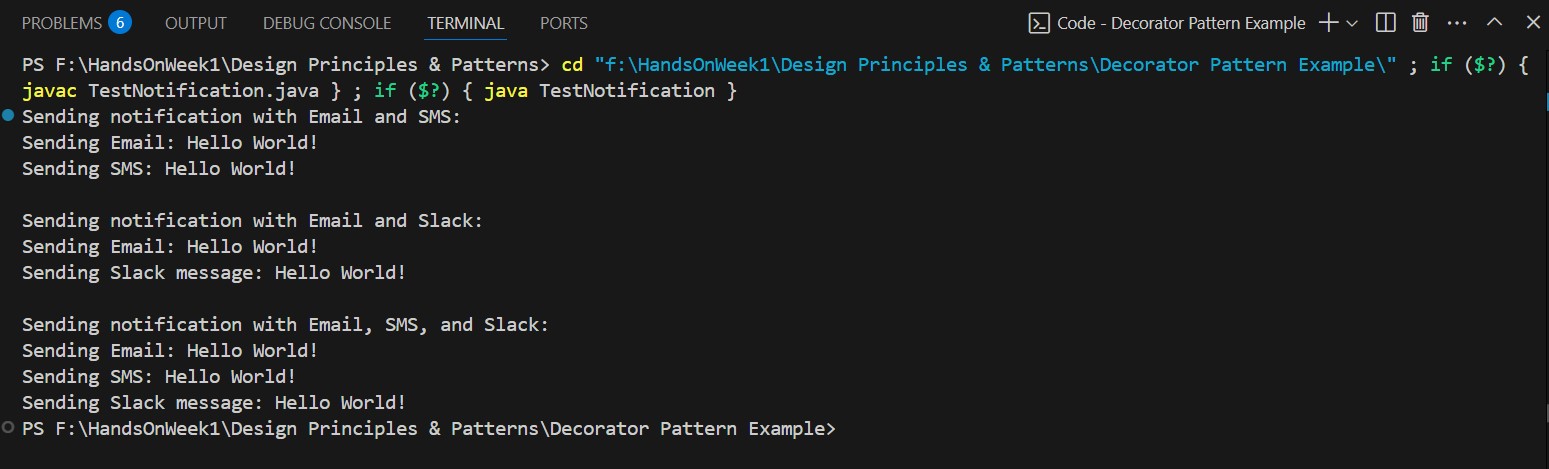 PROBLEMS 6 OUTPUT DEBUG CONSOLE TERMINAL PORTS Code - Decorator Pattern Example
PS F:\HandsOnWeek1\Design Principles & Patterns> cd "f:\HandsOnWeek1\Design Principles & Patterns\Decorator Pattern Example\" ; if ($?) {
javac TestNotification.java } ; if ($?) { java TestNotification }
Sending notification with Email and SMS:
Sending Email: Hello World!
Sending SMS: Hello World!
Sending notification with Email and Slack:
Sending Email: Hello World!
Sending Slack message: Hello World!
Sending notification with Email, SMS, and Slack:
Sending Email: Hello World!
Sending SMS: Hello World!
Sending Slack message: Hello World!
PS F:\HandsOnWeek1\Design Principles & Patterns\Decorator Pattern Example>